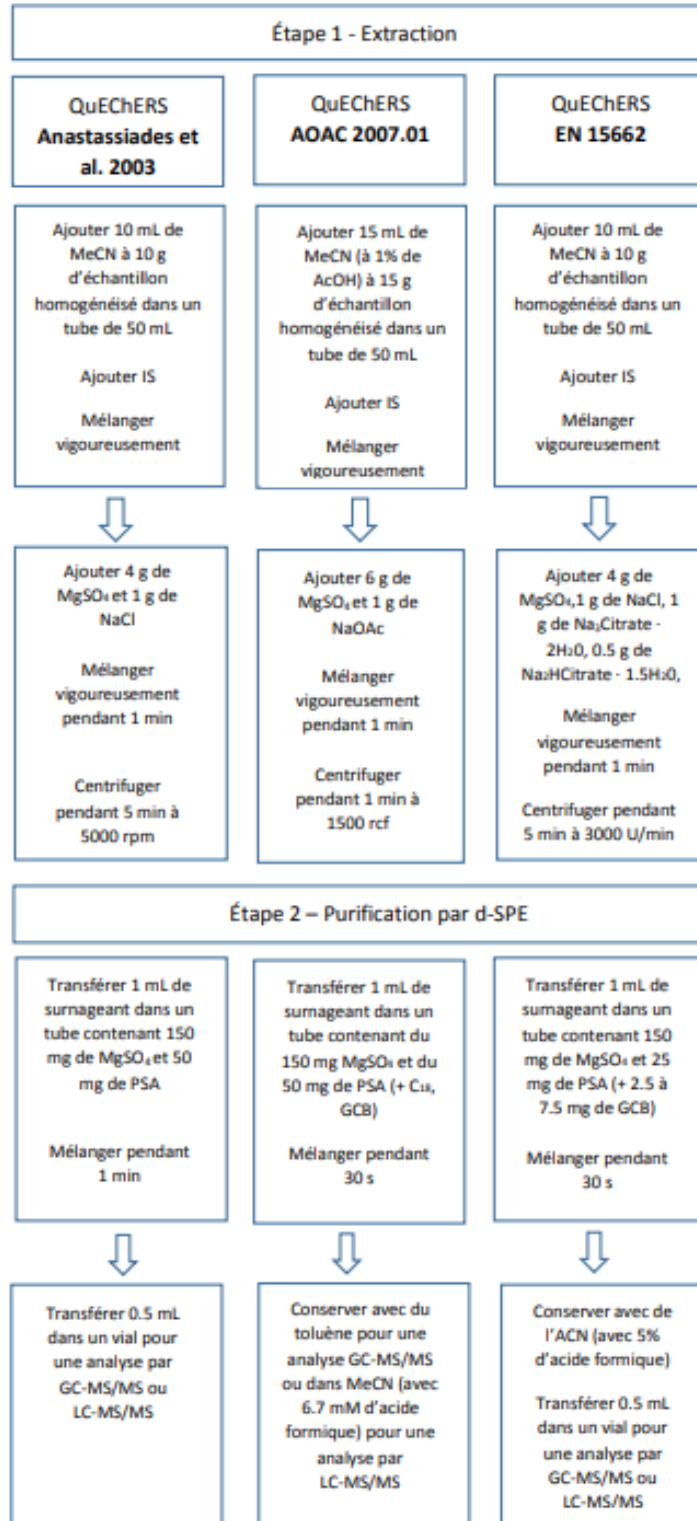 Étape 1 - Extraction
QuEChERS
Anastassiades et
al. 2003
QuEChERS
AOAC 2007.01
QuEChERS
EN 15662
Ajouter 10 mL de
MeCN à 10 g
d'échantillon
homogénéisé dans un
tube de 50 mL
Ajouter IS
Mélanger
vigoureusement
Ajouter 15 mL de
MeCN (à 1% de
AcOH) à 15 g
d'échantillon
homogénéisé dans un
tube de 50 mL
Ajouter IS
Mélanger
vigoureusement
Ajouter 10 mL de
MeCN à 10 g
d'échantillon
homogénéisé dans un
tube de 50 mL
Ajouter IS
Mélanger
vigoureusement
Ajouter 4 g de
MgSO₄ et 1 g de
NaCl
Mélanger
vigoureusement
pendant 1 min
Centrifuger
pendant 5 min à
5000 rpm
Ajouter 6 g de
MgSO₄ et 1 g de
NaOAc
Mélanger
vigoureusement
pendant 1 min
Centrifuger
pendant 1 min à
1500 rcf
Ajouter 4 g de
MgSO₄,1 g de NaCl, 1
g de Na₃Citrate -
2H₂0, 0.5 g de
Na₂HCitrate - 1.5H₂0,
Mélanger
vigoureusement
pendant 1 min
Centrifuger pendant
5 min à 3000 U/min
Étape 2 – Purification par d-SPE
Transférer 1 mL de
surnageant dans un
tube contenant 150
mg de MgSO₄ et 50
mg de PSA
Mélanger pendant
1 min
Transférer 1 mL de
surnageant dans un
tube contenant du
150 mg MgSO₄ et du
50 mg de PSA (+ C₁₈,
GCB)
Mélanger pendant
30 s
Transférer 1 mL de
surnageant dans un
tube contenant 150
mg de MgSO₄ et 25
mg de PSA (+ 2.5 à
7.5 mg de GCB)
Mélanger pendant
30 s
Transférer 0.5 mL
dans un vial pour
une analyse par
GC-MS/MS ou
LC-MS/MS
Conserver avec du
toluène pour une
analyse GC-MS/MS
ou dans MeCN (avec
6.7 mM d'acide
formique) pour une
analyse par
LC-MS/MS
Conserver avec de
l'ACN (avec 5%
d'acide formique)
Transférer 0.5 mL
dans un vial pour
une analyse par
GC-MS/MS ou
LC-MS/MS